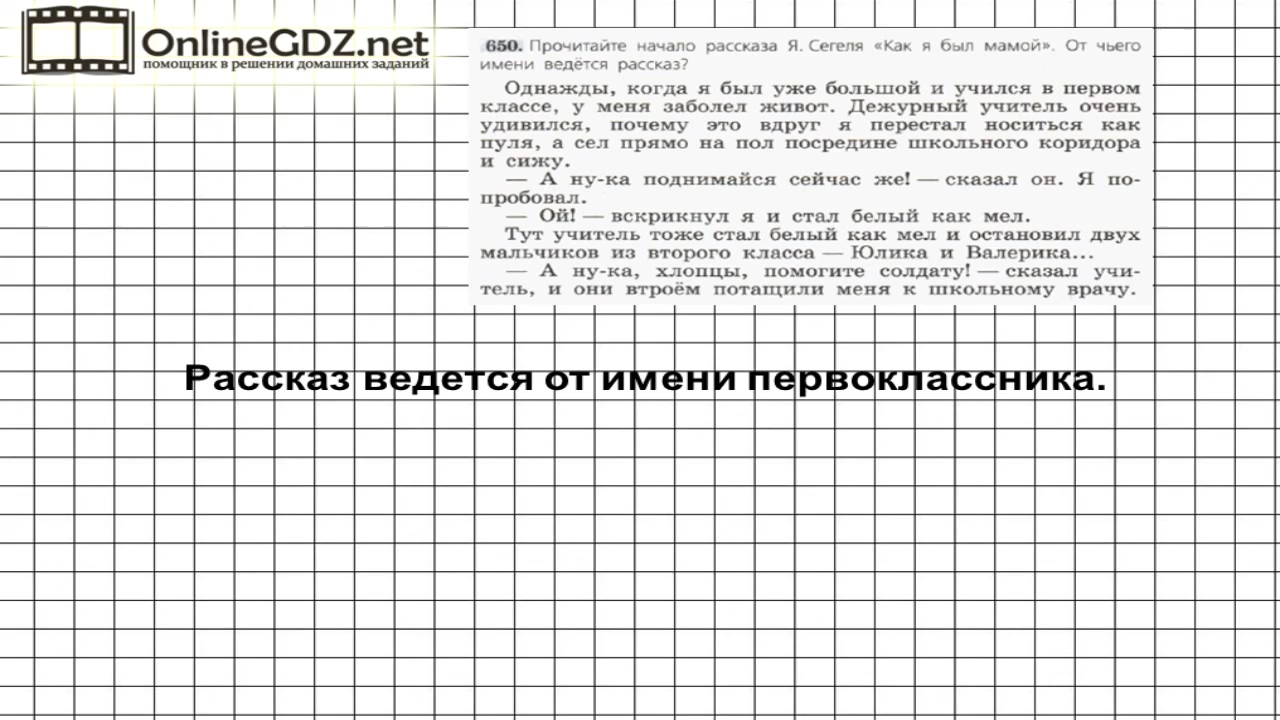 OnlineGDZ.net
помощник в решении домашних заданий
650. Прочитайте начало рассказа Я. Сегеля «Как я был мамой». От чьего
имени ведётся рассказ?
Однажды, когда я был уже большой и учился в первом
классе, у меня заболел живот. Дежурный учитель очень
удивился, почему это вдруг я перестал носиться как
пуля, а сел прямо на пол посредине школьного коридора
и сижу.
— А ну-ка поднимайся сейчас же! — сказал он. Я по-
пробовал.
— Ой! — вскрикнул я и стал белый как мел.
Тут учитель тоже стал белый как мел и остановил двух
мальчиков из второго класса — Юлика и Валерика...
— А ну-ка, хлопцы, помогите солдату! — сказал учи-
тель, и они втроём потащили меня к школьному врачу.
Рассказ ведется от имени первоклассника.